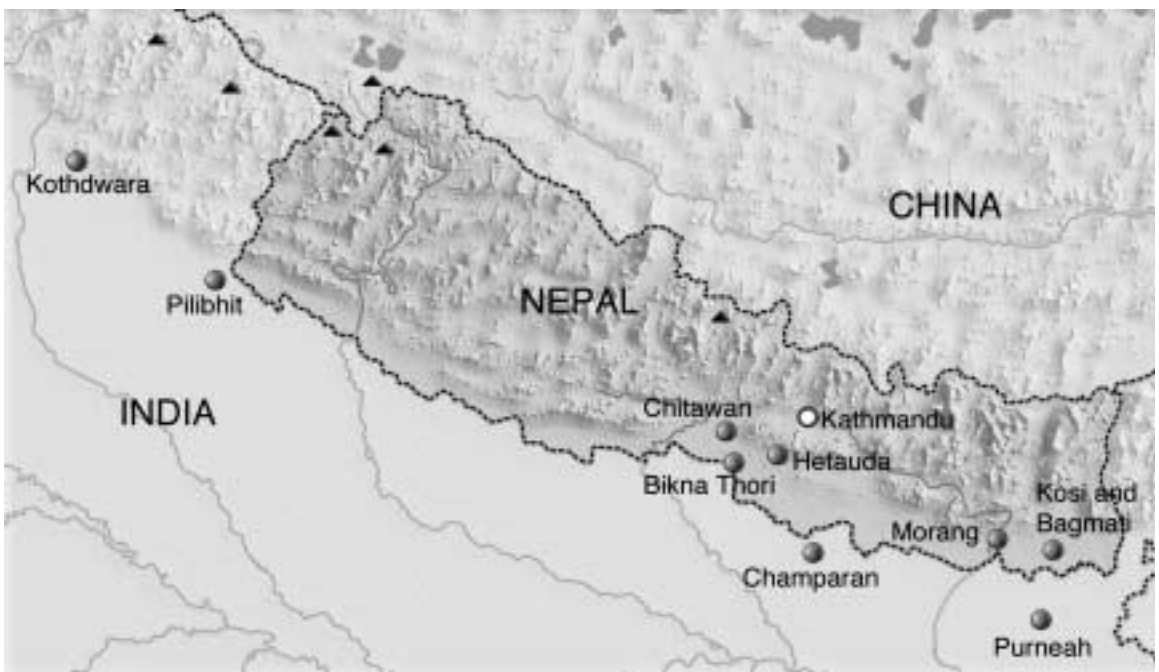 Kothdwara
CHINA
Pilibhit
NEPAL
INDIA
Chitawan
Kathmandu
Hetauda
Bikna Thori
Kosi and
Bagmati
Morang
Champaran
Purneah